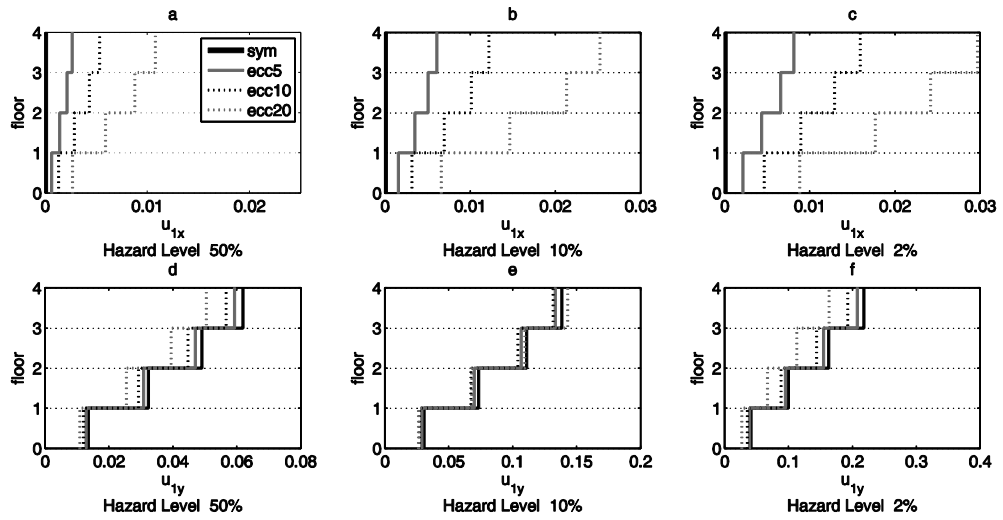 a
4
3
2
1
0
floor
sym
ecc5
ecc10
ecc20
0 0.01 0.02
u1x
Hazard Level 50%
b
4
3
2
1
0
floor
0 0.01 0.02 0.03
u1x
Hazard Level 10%
c
4
3
2
1
0
floor
0 0.01 0.02 0.03
u1x
Hazard Level 2%
d
4
3
2
1
0
floor
0 0.02 0.04 0.06 0.08
u1y
Hazard Level 50%
e
4
3
2
1
0
floor
0 0.05 0.1 0.15 0.2
u1y
Hazard Level 10%
f
4
3
2
1
0
floor
0 0.1 0.2 0.3 0.4
u1y
Hazard Level 2%